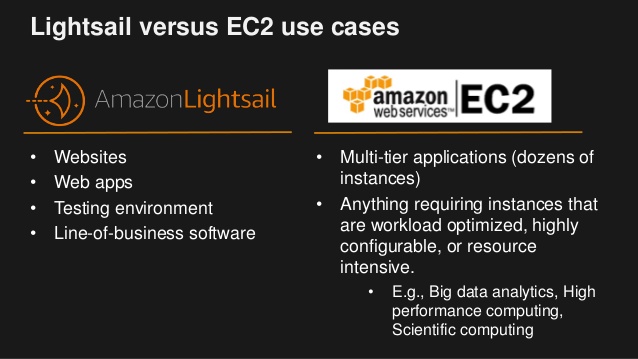 Lightsail versus EC2 use cases
AmazonLightsail
• Websites
• Web apps
• Testing environment
• Line-of-business software
amazon
webservices™
EC2
• Multi-tier applications (dozens of
instances)
• Anything requiring instances that
are workload optimized, highly
configurable, or resource
intensive.
• E.g., Big data analytics, High
performance computing,
Scientific computing